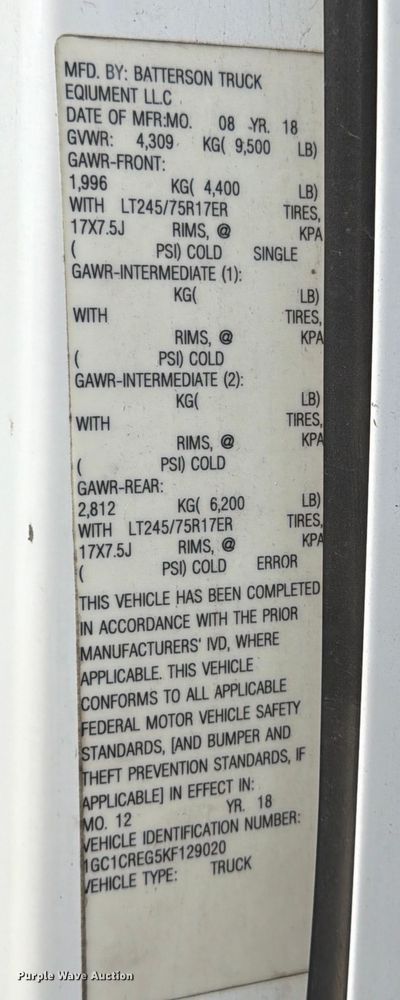 MFD. BY: BATTERSON TRUCK
EQIUMENT LL.C
DATE OF MFR:MO. 08 YR. 18
GVWR: 4,309 KG( 9,500 LB)
GAWR-FRONT:
1,996 KG( 4,400 LB)
WITH LT245/75R17ER TIRES,
17X7.5J RIMS, @ KPA
( PSI) COLD SINGLE
GAWR-INTERMEDIATE (1):
KG( LB)
WITH TIRES,
RIMS, @ KPA
( PSI) COLD
GAWR-INTERMEDIATE (2):
KG( LB)
WITH TIRES,
RIMS, @ KPA
( PSI) COLD
GAWR-REAR:
2,812 KG( 6,200 LB)
WITH LT245/75R17ER TIRES,
17X7.5J RIMS, @ KPA
( PSI) COLD ERROR
THIS VEHICLE HAS BEEN COMPLETED
IN ACCORDANCE WITH THE PRIOR
MANUFACTURERS' IVD, WHERE
APPLICABLE. THIS VEHICLE
CONFORMS TO ALL APPLICABLE
FEDERAL MOTOR VEHICLE SAFETY
STANDARDS, [AND BUMPER AND
THEFT PREVENTION STANDARDS, IF
APPLICABLE] IN EFFECT IN:
MO. 12 YR. 18
VEHICLE IDENTIFICATION NUMBER:
1GC1CREG5KF129020
VEHICLE TYPE: TRUCK
Purple Wave Auction